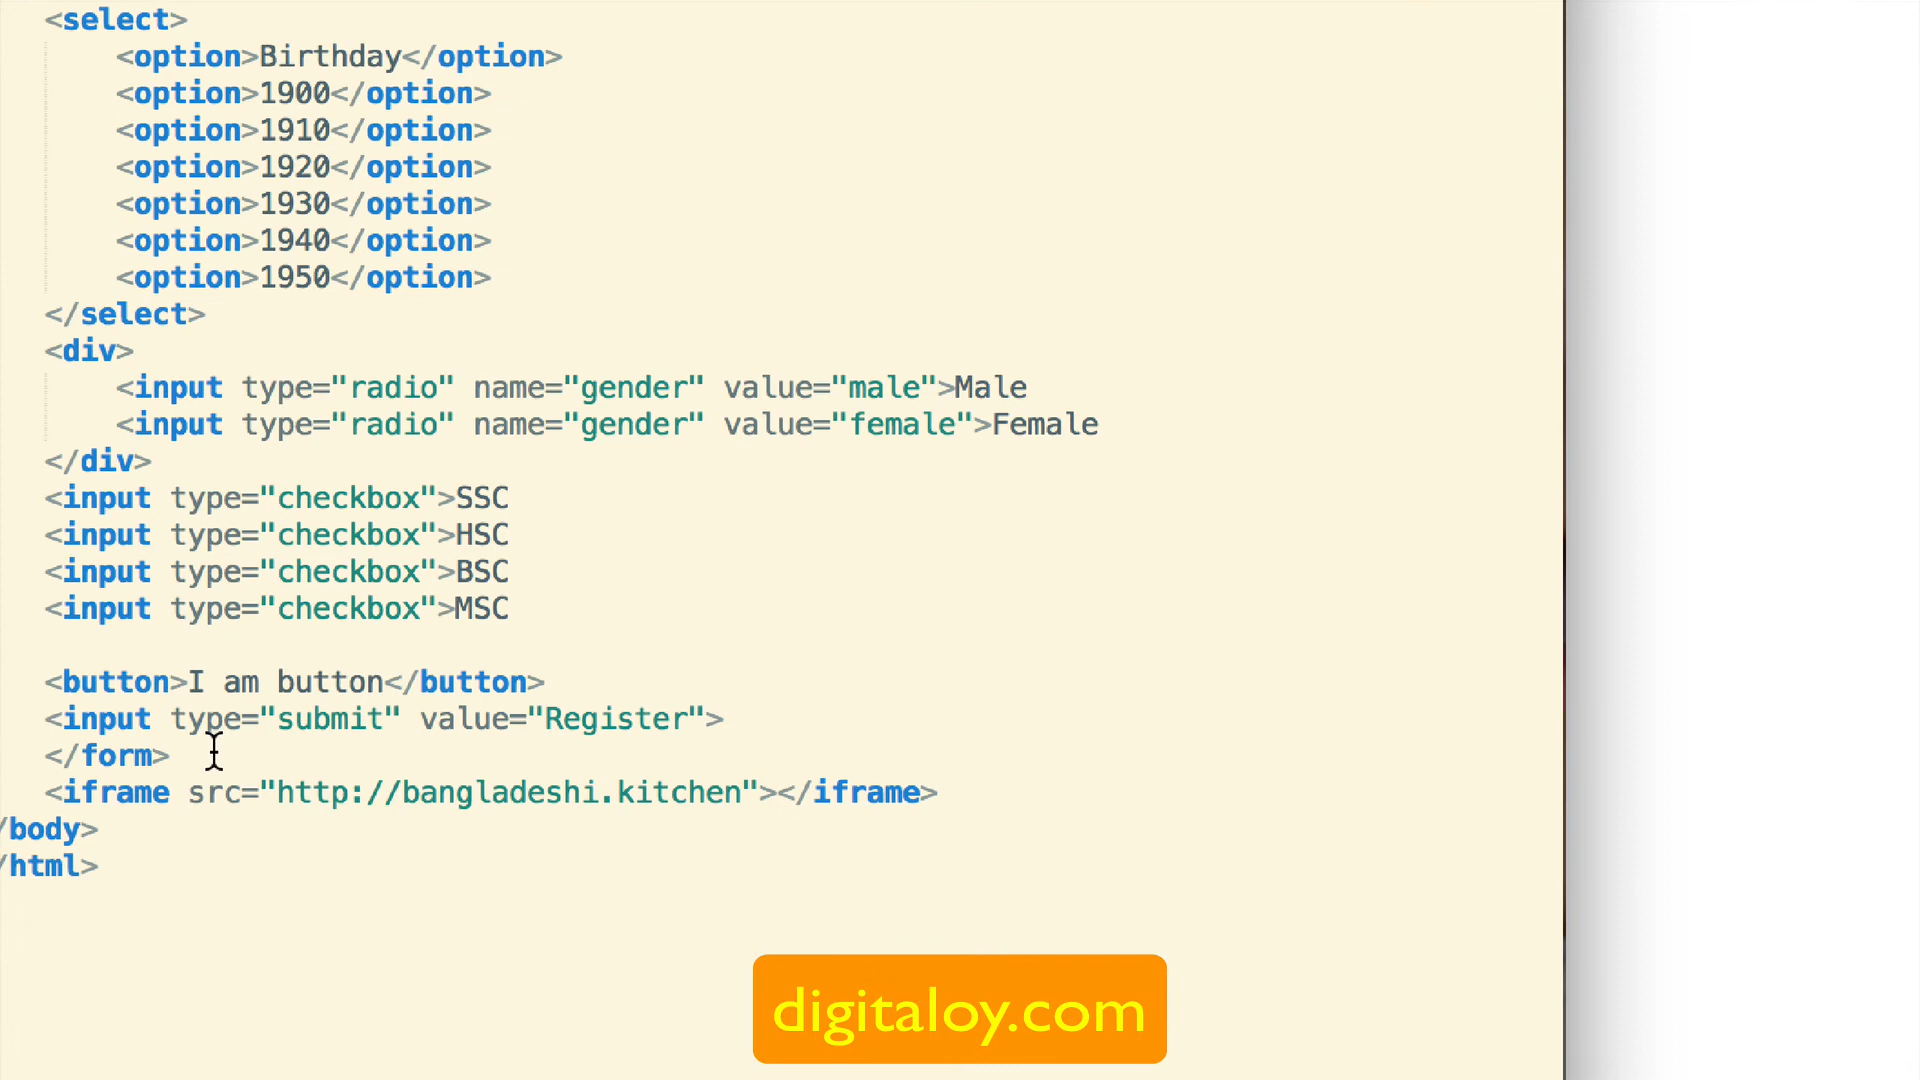 <select>
<option>Birthday</option>
<option>1900</option>
<option>1910</option>
<option>1920</option>
<option>1930</option>
<option>1940</option>
<option>1950</option>
</select>
<div>
<input type="radio" name="gender" value="male">Male
<input type="radio" name="gender" value="female">Female
</div>
<input type="checkbox">SSC
<input type="checkbox">HSC
<input type="checkbox">BSC
<input type="checkbox">MSC
<button>I am button</button>
<input type="submit" value="Register">
</form>
<iframe src="http://bangladeshi.kitchen"></iframe>
/body>
/html>
digitaloy.com